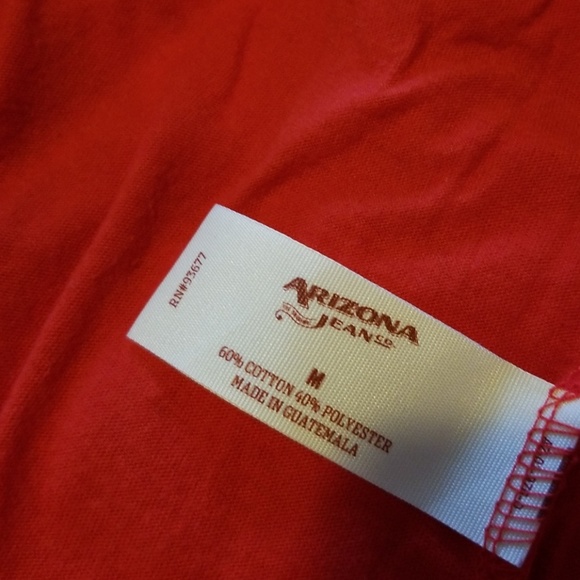 RN#93677
ARIZONA
JEAN CO.
M
60% COTTON 40% POLYESTER
MADE IN GUATEMALA